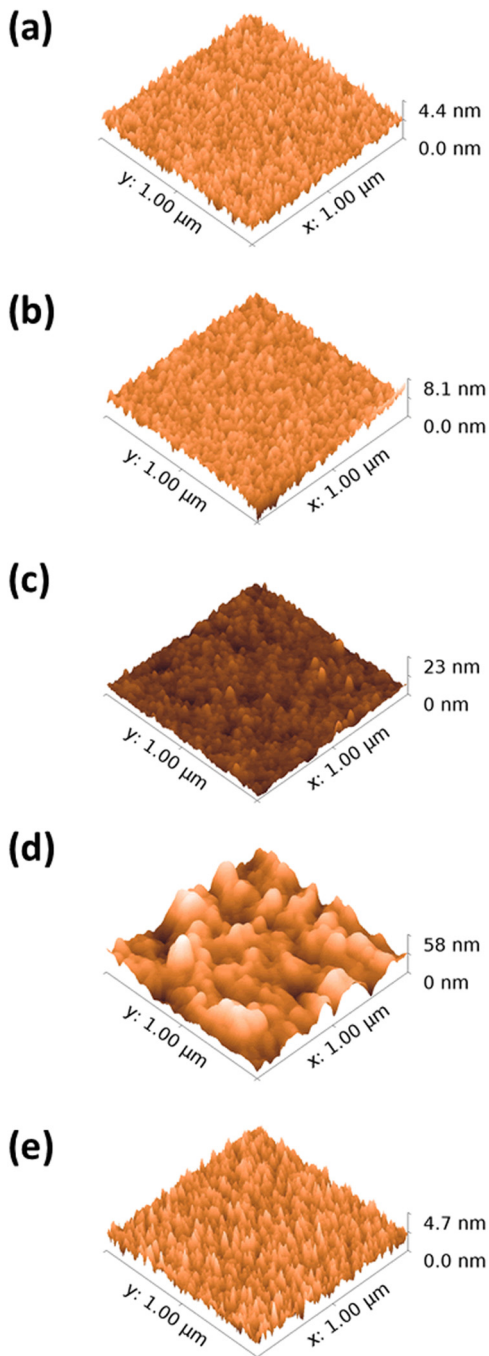 (a)
4.4 nm
0.0 nm
y: 1.00 µm
x: 1.00 µm
(b)
8.1 nm
0.0 nm
y: 1.00 µm
x: 1.00 µm
(c)
23 nm
0 nm
y: 1.00 µm
x: 1.00 µm
(d)
58 nm
0 nm
y: 1.00 µm
x: 1.00 µm
(e)
4.7 nm
0.0 nm
y: 1.00 µm
x: 1.00 µm